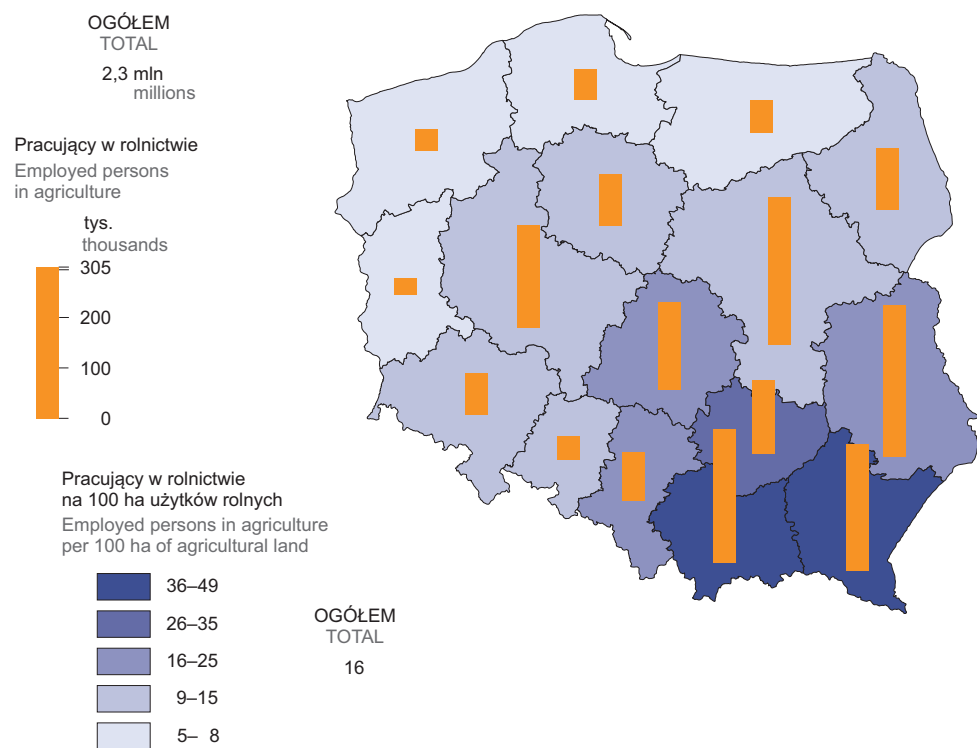 OGÓŁEM
TOTAL
2,3 mln
millions
Pracujący w rolnictwie
Employed persons
in agriculture
tys.
thousands
305
200
100
0
Pracujący w rolnictwie
na 100 ha użytków rolnych
Employed persons in agriculture
per 100 ha of agricultural land
36–49
26–35
16–25
9–15
5– 8
OGÓŁEM
TOTAL
16